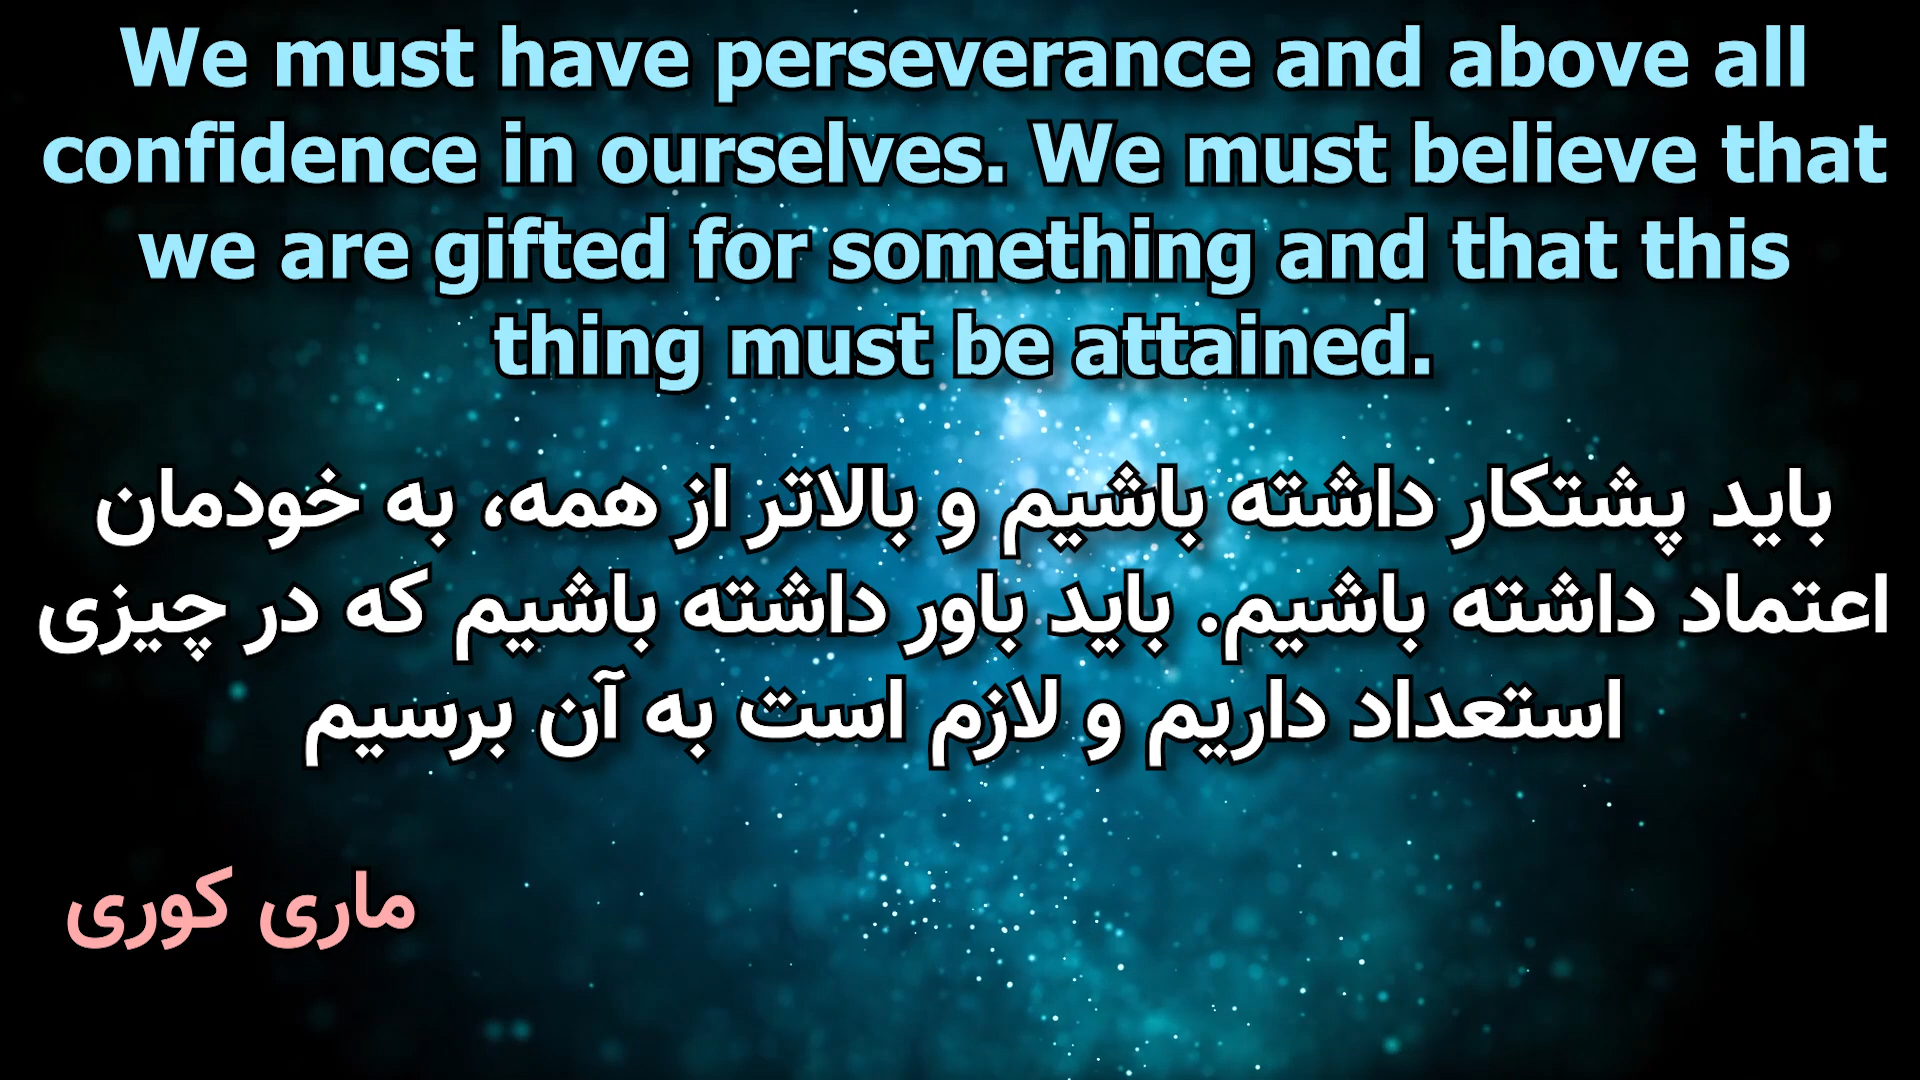 We must have perseverance and above all
confidence in ourselves. We must believe that
we are gifted for something and that this
thing must be attained.
باید پشتکار داشته باشیم و بالاتر از همه، به خودمان
اعتماد داشته باشیم. باید باور داشته باشیم که در چیزی
استعداد داریم و لازم است به آن برسیم
ماری کوری